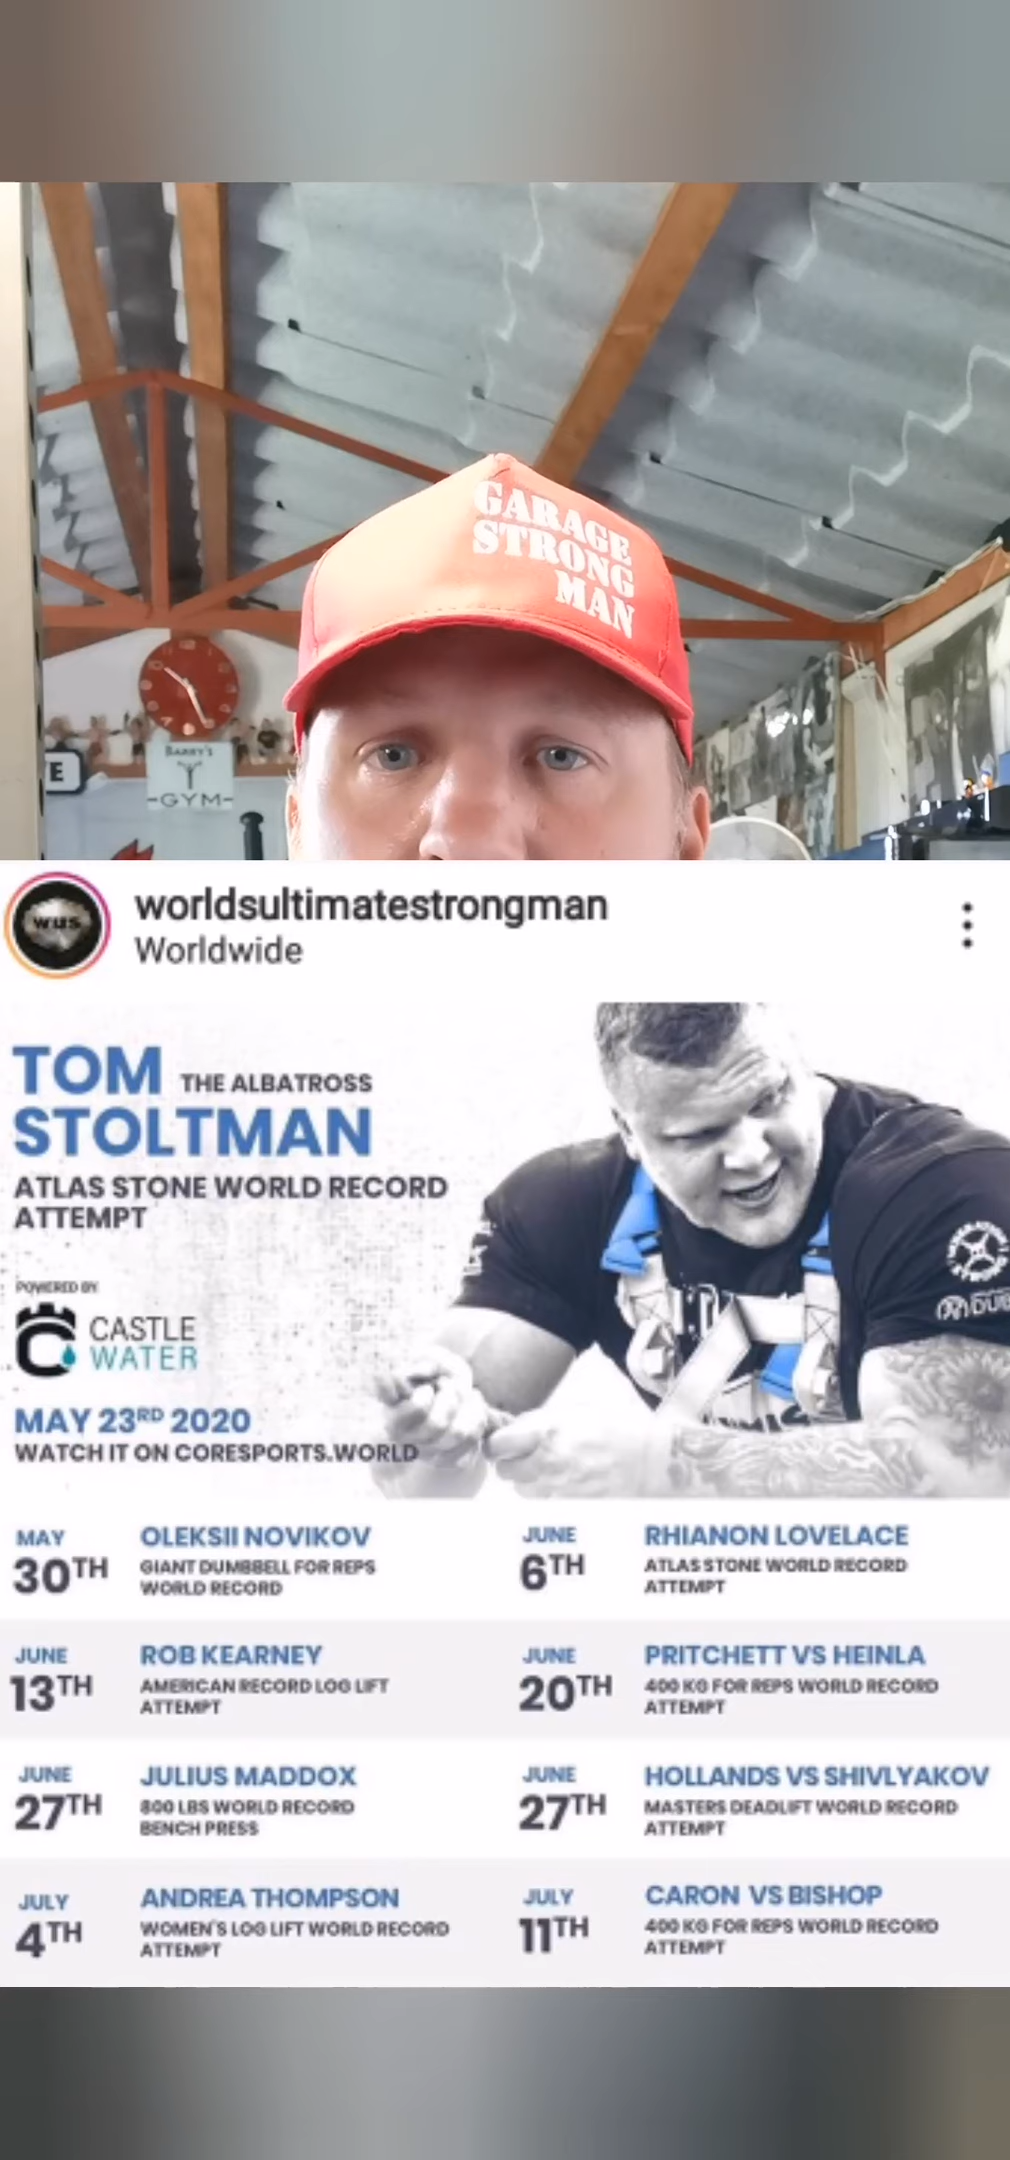 GARAGE
STRONG
MAN
E
BARRY'S
-GYM-
WUS
worldsultimatestrongman
Worldwide
TOM THE ALBATROSS
STOLTMAN
ATLAS STONE WORLD RECORD
ATTEMPT
POWERED BY
CASTLE
WATER
MAY 23RD 2020
WATCH IT ON CORESPORTS.WORLD
MAY
30TH
OLEKSII NOVIKOV
GIANT DUMBBELL FOR REPS
WORLD RECORD
JUNE
6TH
RHIANON LOVELACE
ATLAS STONE WORLD RECORD
ATTEMPT
JUNE
13TH
ROB KEARNEY
AMERICAN RECORD LOG LIFT
ATTEMPT
JUNE
20TH
PRITCHETT VS HEINLA
400 KG FOR REPS WORLD RECORD
ATTEMPT
JUNE
27TH
JULIUS MADDOX
800 LBS WORLD RECORD
BENCH PRESS
JUNE
27TH
HOLLANDS VS SHIVLYAKOV
MASTERS DEADLIFT WORLD RECORD
ATTEMPT
JULY
4TH
ANDREA THOMPSON
WOMEN'S LOG LIFT WORLD RECORD
ATTEMPT
JULY
11TH
CARON VS BISHOP
400 KG FOR REPS WORLD RECORD
ATTEMPT